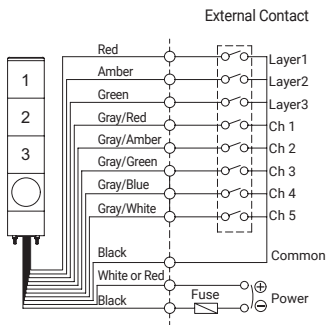 External Contact
Red
Layer1
Amber
Layer2
Green
Layer3
Gray/Red
Ch 1
Gray/Amber
Ch 2
Gray/Green
Ch 3
Gray/Blue
Ch 4
Gray/White
Ch 5
Black
Common
White or Red
Black
Fuse
Power
1
2
3